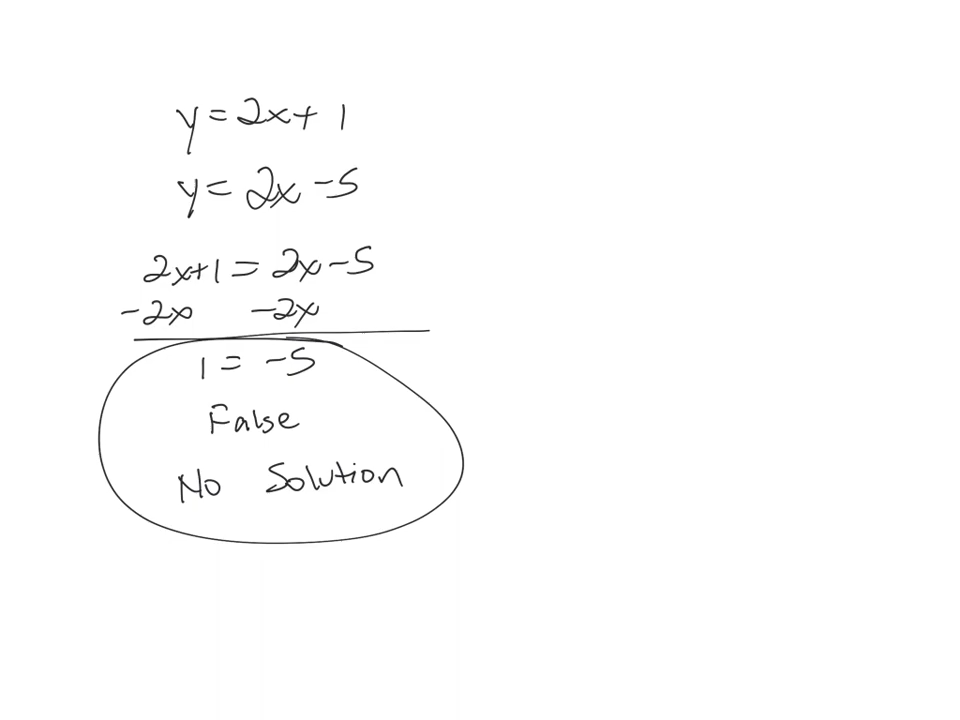 y = 2x + 1
y = 2x - 5
2x+1 = 2x - 5
-2x -2x
1 = -5
False
No Solution